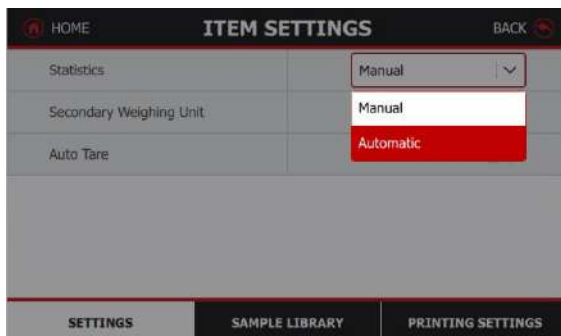 HOME ITEM SETTINGS BACK
Statistics Manual
Secondary Weighing Unit Manual
Auto Tare Automatic
SETTINGS SAMPLE LIBRARY PRINTING SETTINGS